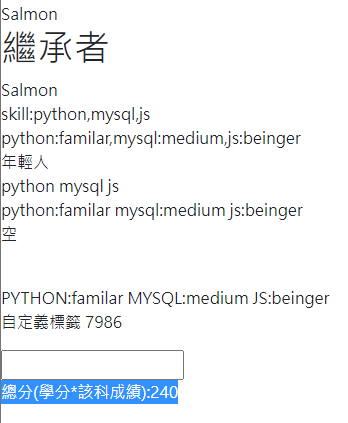 Salmon
繼承者
Salmon
skill:python,mysql,js
python:familar,mysql:medium,js:beinger
年輕人
python mysql js
python:familar mysql:medium js:beinger
空
PYTHON:familar MYSQL:medium JS:beinger
自定義標籤 7986
總分(學分*該科成績):240